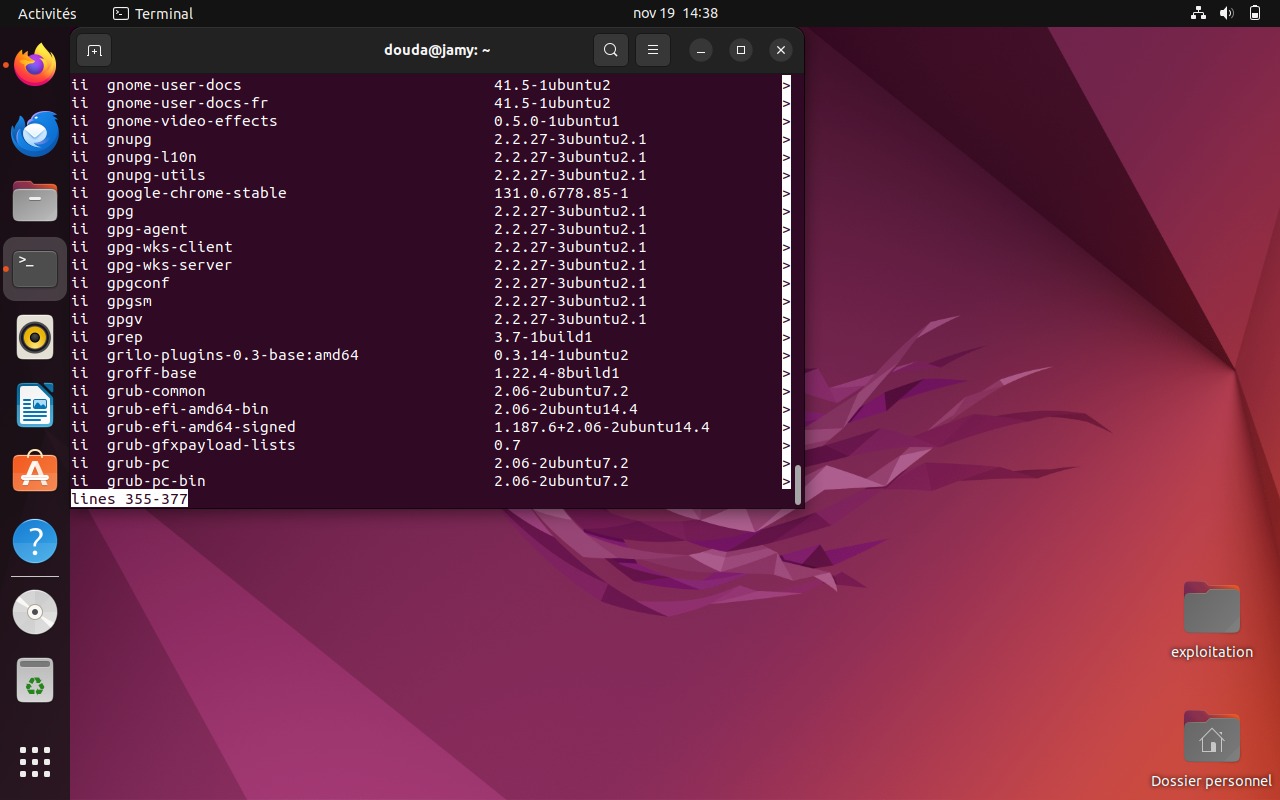 Activités Terminal nov 19 14:38
douda@jamy: ~
ii gnome-user-docs 41.5-1ubuntu2 >
ii gnome-user-docs-fr 41.5-1ubuntu2 >
ii gnome-video-effects 0.5.0-1ubuntu1 >
ii gnupg 2.2.27-3ubuntu2.1 >
ii gnupg-l10n 2.2.27-3ubuntu2.1 >
ii gnupg-utils 2.2.27-3ubuntu2.1 >
ii google-chrome-stable 131.0.6778.85-1 >
ii gpg 2.2.27-3ubuntu2.1 >
ii gpg-agent 2.2.27-3ubuntu2.1 >
ii gpg-wks-client 2.2.27-3ubuntu2.1 >
ii gpg-wks-server 2.2.27-3ubuntu2.1 >
ii gpgconf 2.2.27-3ubuntu2.1 >
ii gpgsm 2.2.27-3ubuntu2.1 >
ii gpgv 2.2.27-3ubuntu2.1 >
ii grep 3.7-1build1 >
ii grilo-plugins-0.3-base:amd64 0.3.14-1ubuntu2 >
ii groff-base 1.22.4-8build1 >
ii grub-common 2.06-2ubuntu7.2 >
ii grub-efi-amd64-bin 2.06-2ubuntu14.4 >
ii grub-efi-amd64-signed 1.187.6+2.06-2ubuntu14.4 >
ii grub-gfxpayload-lists 0.7 >
ii grub-pc 2.06-2ubuntu7.2 >
ii grub-pc-bin 2.06-2ubuntu7.2 >
lines 355-377
exploitation
Dossier personnel